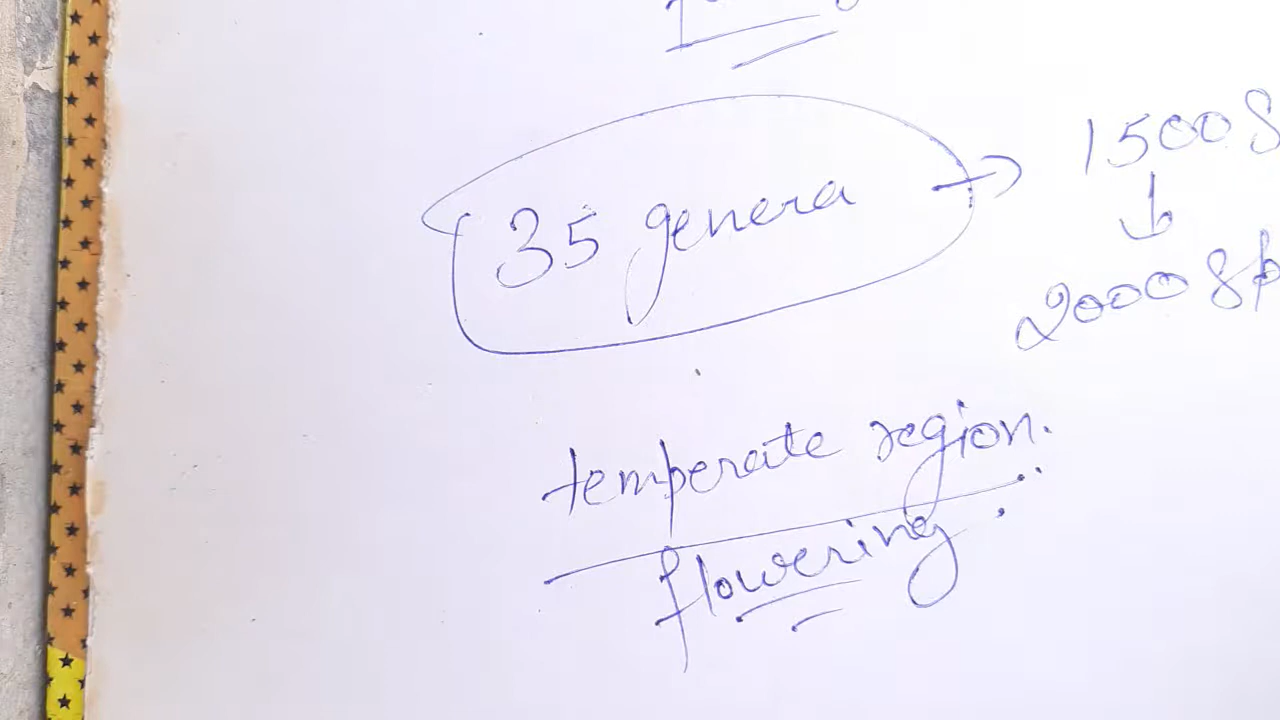 35 genera → 1500 S
↓
2000 Sp
temperate region.
flowering.